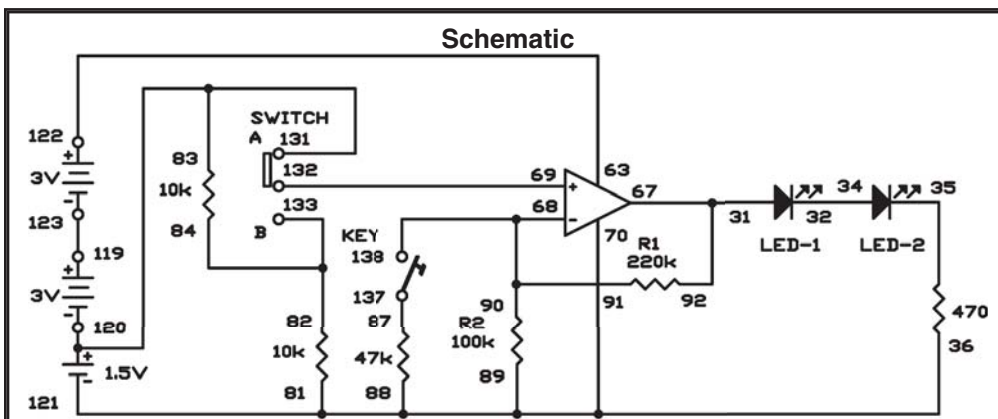 Schematic
122
3V
123
119
3V
120
1.5V
121
SWITCH
A
131
132
133
B
83
10k
84
82
10k
81
KEY
138
137
87
47k
88
69
68
63
67
70
90
R2
100k
89
R1
220k
91
92
31
LED-1
32
34
LED-2
35
470
36